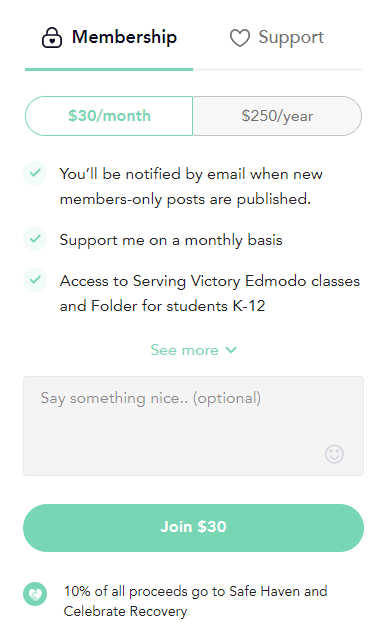 Membership
Support
$30/month
$250/year
You’ll be notified by email when new
members-only posts are published.
Support me on a monthly basis
Access to Serving Victory Edmodo classes
and Folder for students K-12
See more
Say something nice.. (optional)
Join $30
10% of all proceeds go to Safe Haven and
Celebrate Recovery